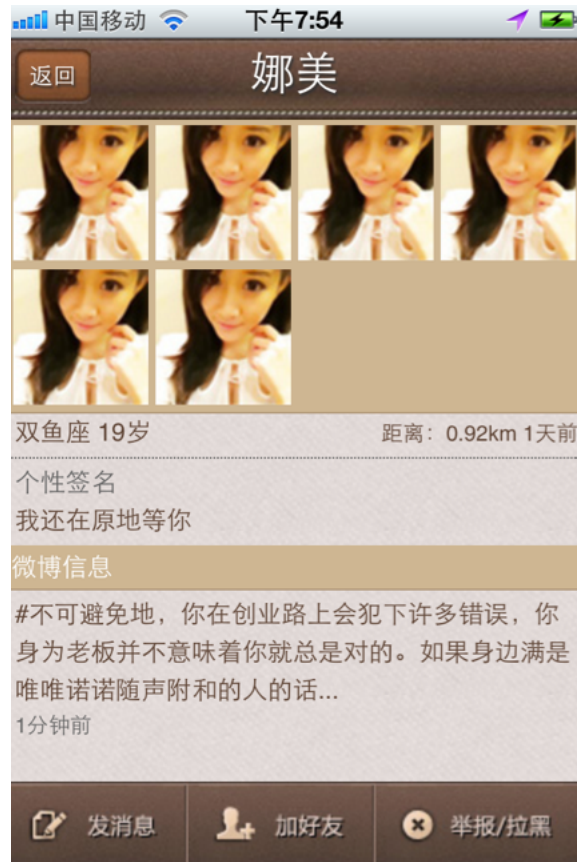 中国移动 下午7:54
返回 娜美
双鱼座 19岁 距离：0.92km 1天前
个性签名
我还在原地等你
微博信息
#不可避免地，你在创业路上会犯下许多错误，你
身为老板并不意味着你就总是对的。如果身边满是
唯唯诺诺随声附和的人的话...
1分钟前
发消息 加好友 举报/拉黑